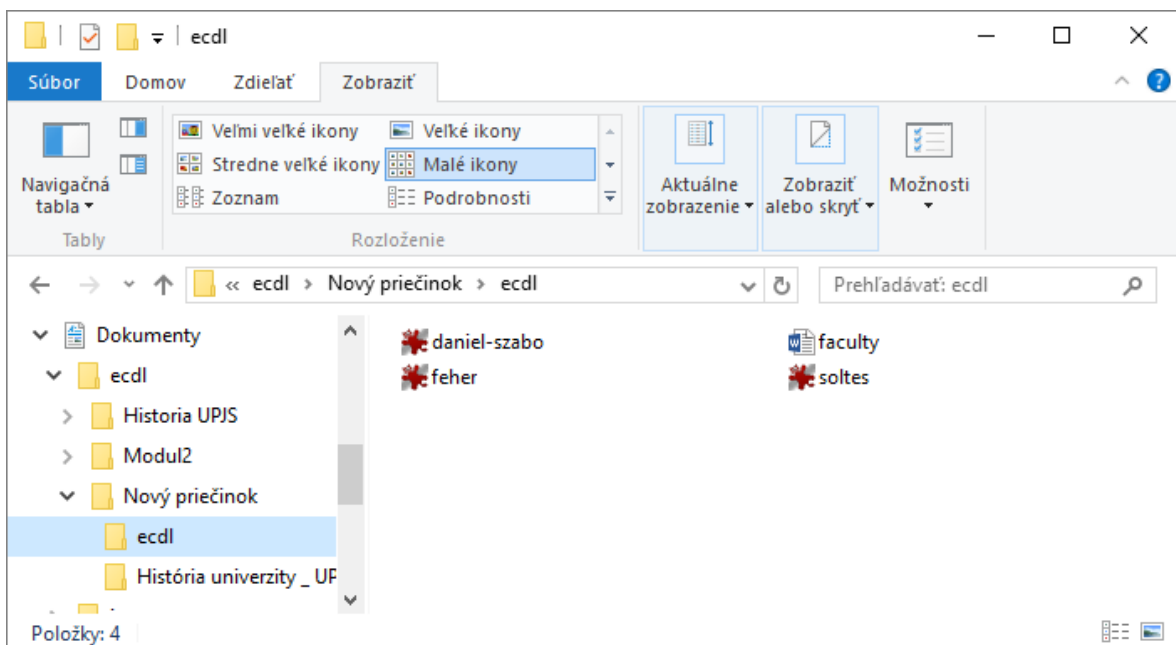 ecdl
Súbor Domov Zdieľať Zobraziť
Veľmi veľké ikony Veľké ikony
Stredne veľké ikony Malé ikony
Zoznam Podrobnosti
Navigačná
tabla
Aktuálne
zobrazenie
Zobraziť
alebo skryť
Možnosti
Tably Rozloženie
« ecdl > Nový priečinok > ecdl
Prehľadávať: ecdl
Dokumenty
ecdl
Historia UPJS
Modul2
Nový priečinok
ecdl
História univerzity _ UP
daniel-szabo faculty
feher soltes
Položky: 4